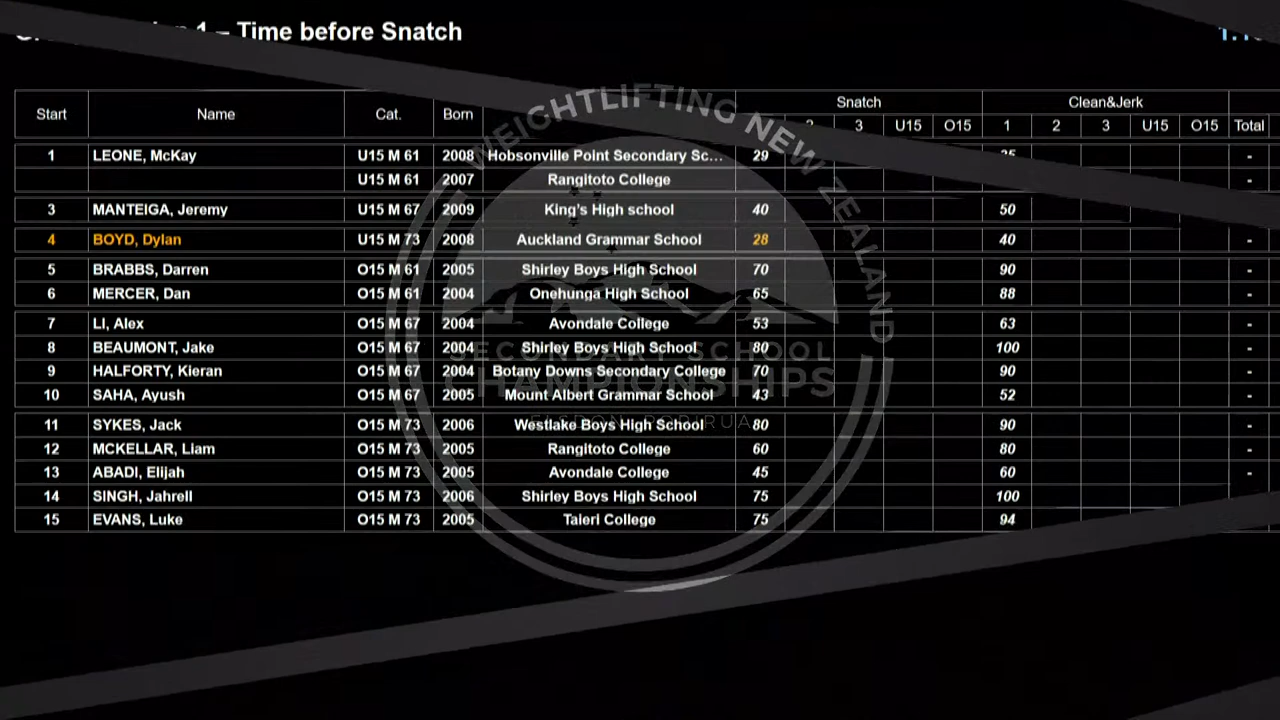 1 – Time before Snatch
Start Name Cat. Born Snatch Clean&Jerk
3 U15 O15 1 2 3 U15 O15 Total
1 LEONE, McKay U15 M 61 2008 Hobsonville Point Secondary Sc… 29 -
U15 M 61 2007 Rangitoto College -
3 MANTEIGA, Jeremy U15 M 67 2009 King's High school 40 50
4 BOYD, Dylan U15 M 73 2008 Auckland Grammar School 28 40 -
5 BRABBS, Darren O15 M 61 2005 Shirley Boys High School 70 90 -
6 MERCER, Dan O15 M 61 2004 Onehunga High School 65 88 -
7 LI, Alex O15 M 67 2004 Avondale College 53 63 -
8 BEAUMONT, Jake O15 M 67 2004 Shirley Boys High School 80 100 -
9 HALFORTY, Kieran O15 M 67 2004 Botany Downs Secondary College 70 90 -
10 SAHA, Ayush O15 M 67 2005 Mount Albert Grammar School 43 52 -
11 SYKES, Jack O15 M 73 2006 Westlake Boys High School 80 90 -
12 MCKELLAR, Liam O15 M 73 2005 Rangitoto College 60 80 -
13 ABADI, Elijah O15 M 73 2005 Avondale College 45 60 -
14 SINGH, Jahrell O15 M 73 2006 Shirley Boys High School 75 100
15 EVANS, Luke O15 M 73 2005 Taleri College 75 94
WEIGHTLIFTING NEW ZEALAND
SECONDARY SCHOOL
CHAMPIONSHIPS
PORIRUA